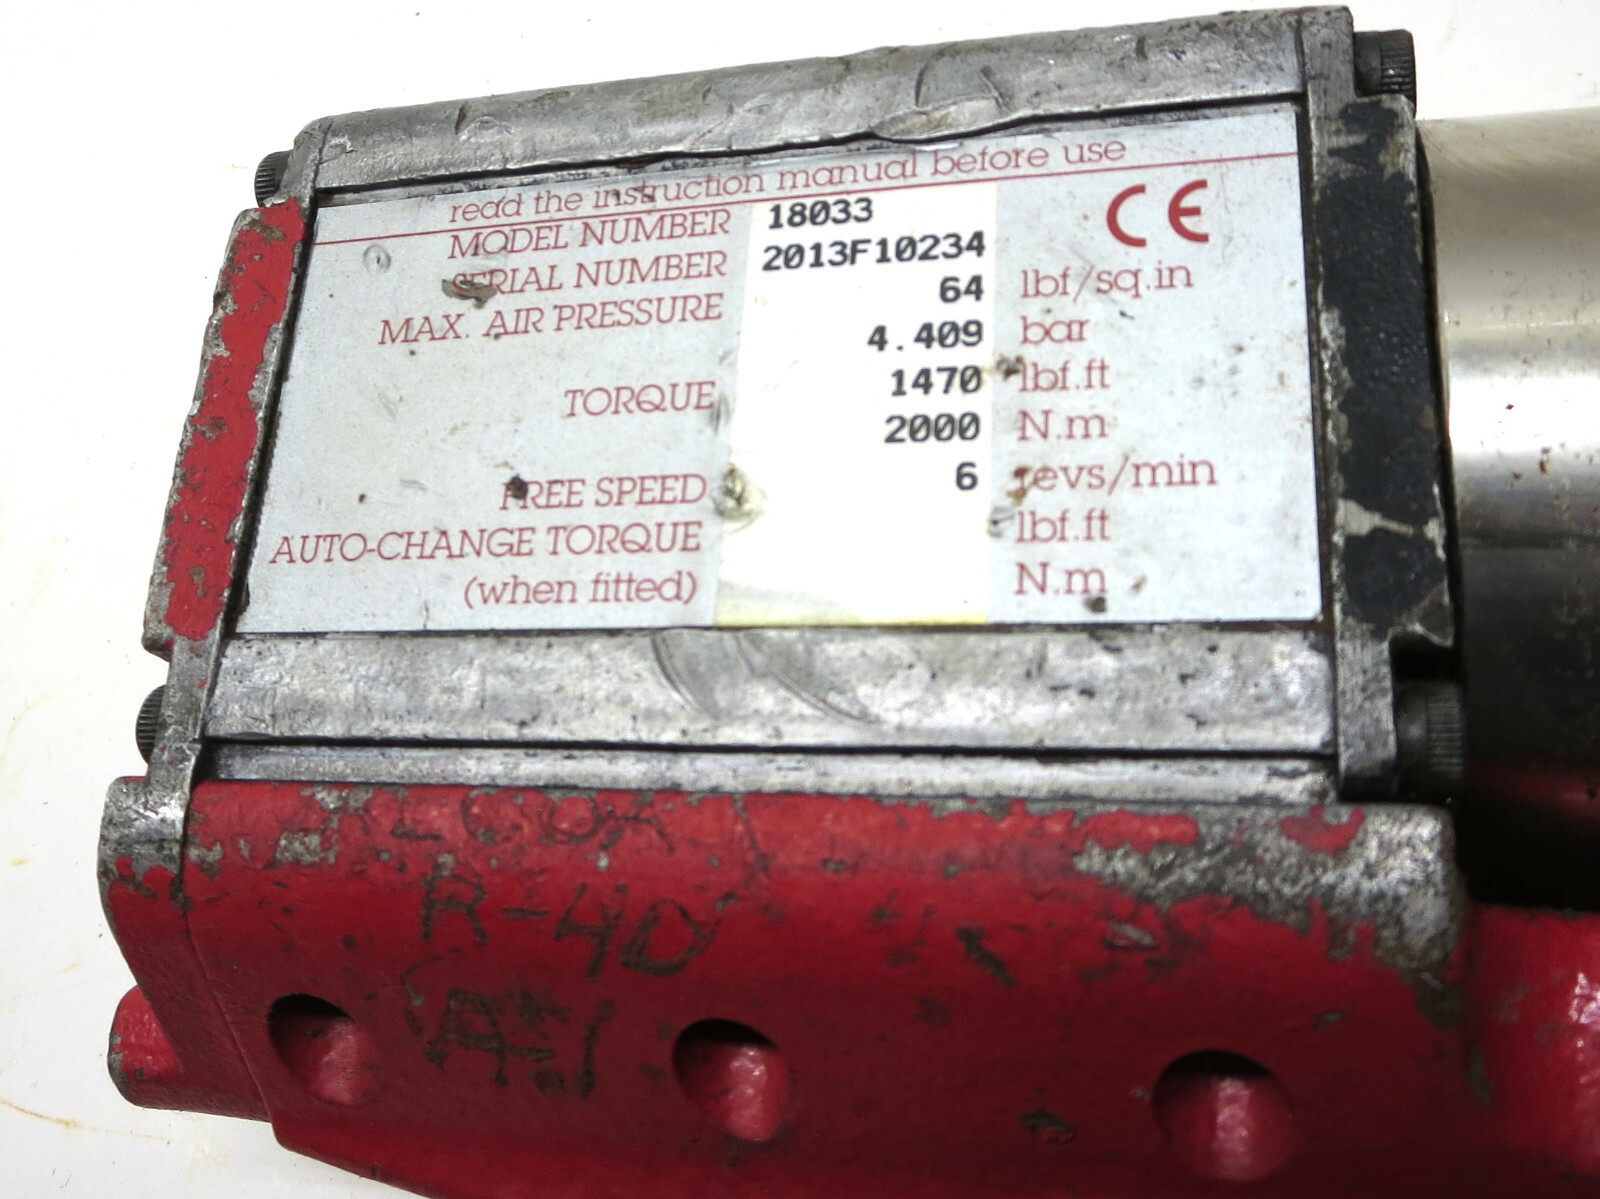 read the instruction manual before use
MODEL NUMBER 18033 CE
SERIAL NUMBER 2013F10234
MAX. AIR PRESSURE 64 lbf/sq.in
4.409 bar
TORQUE 1470 lbf.ft
2000 N.m
FREE SPEED 6 revs/min
AUTO-CHANGE TORQUE lbf.ft
(when fitted) N.m
R-40
A-1